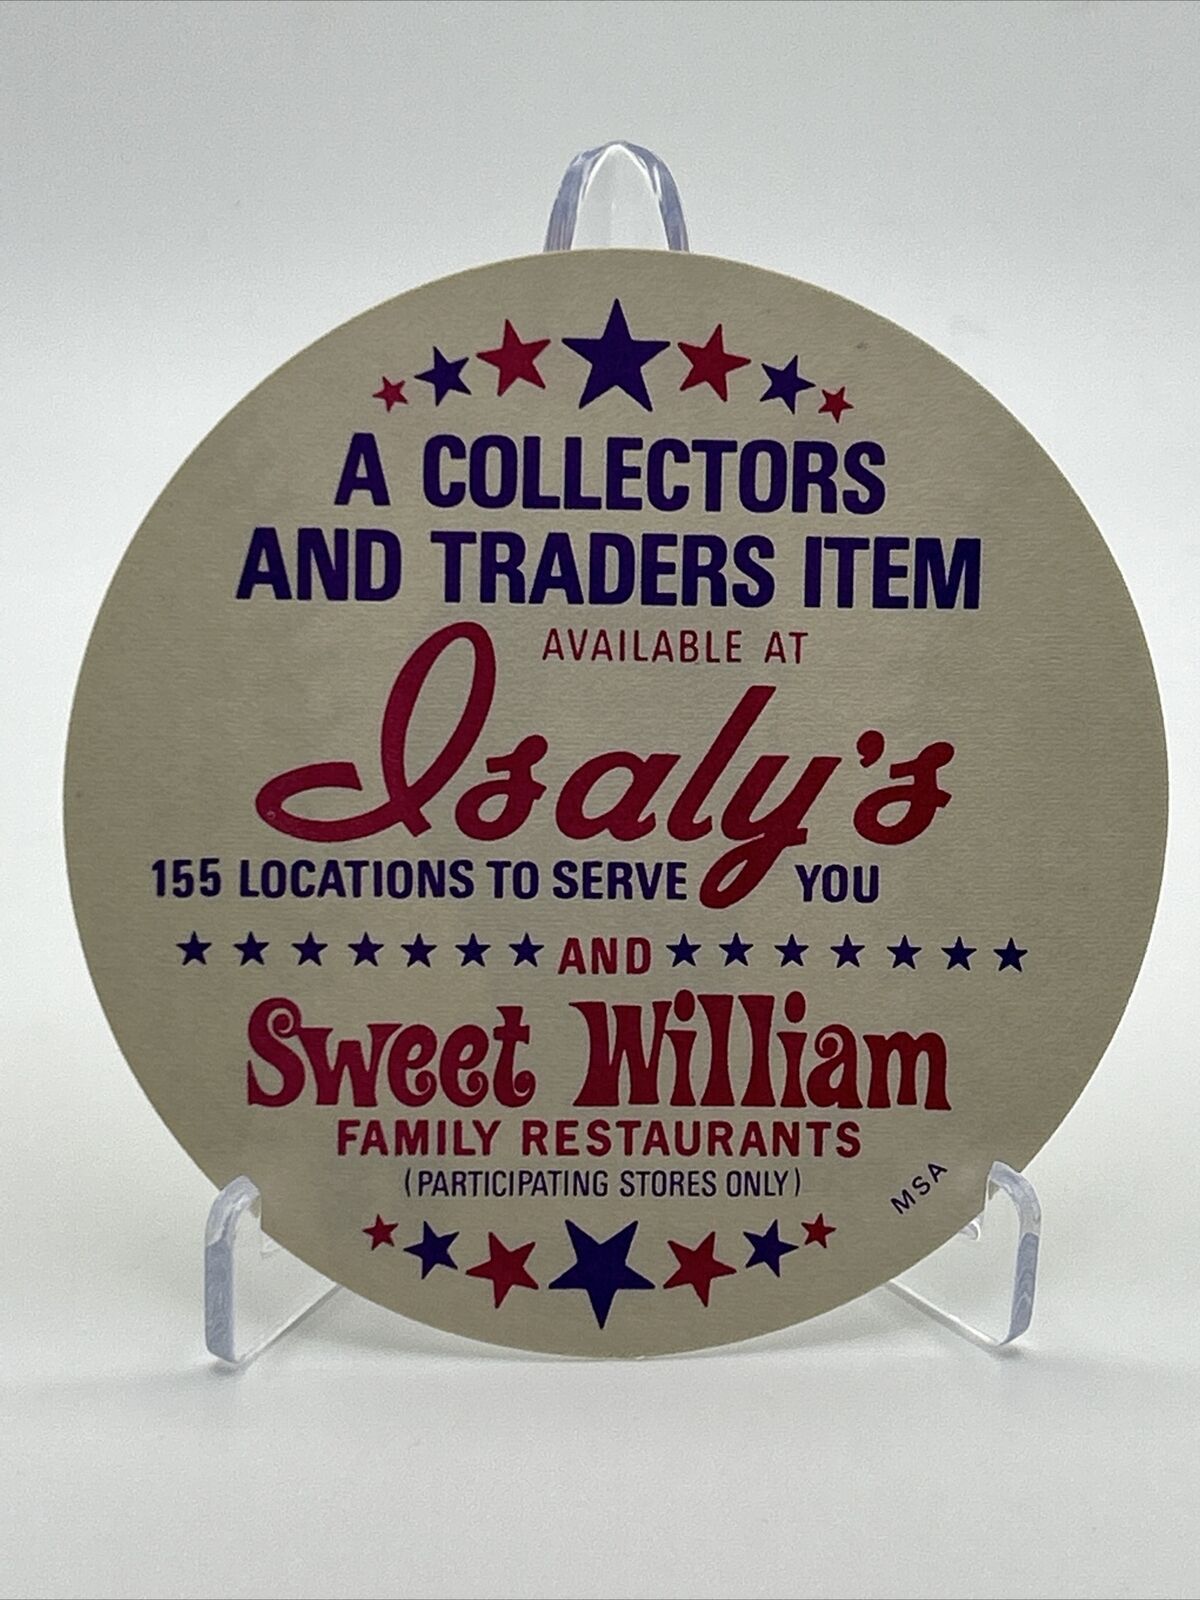 A COLLECTORS
AND TRADERS ITEM
AVAILABLE AT
Isaly's
155 LOCATIONS TO SERVE YOU
AND
Sweet William
FAMILY RESTAURANTS
(PARTICIPATING STORES ONLY)
MSA